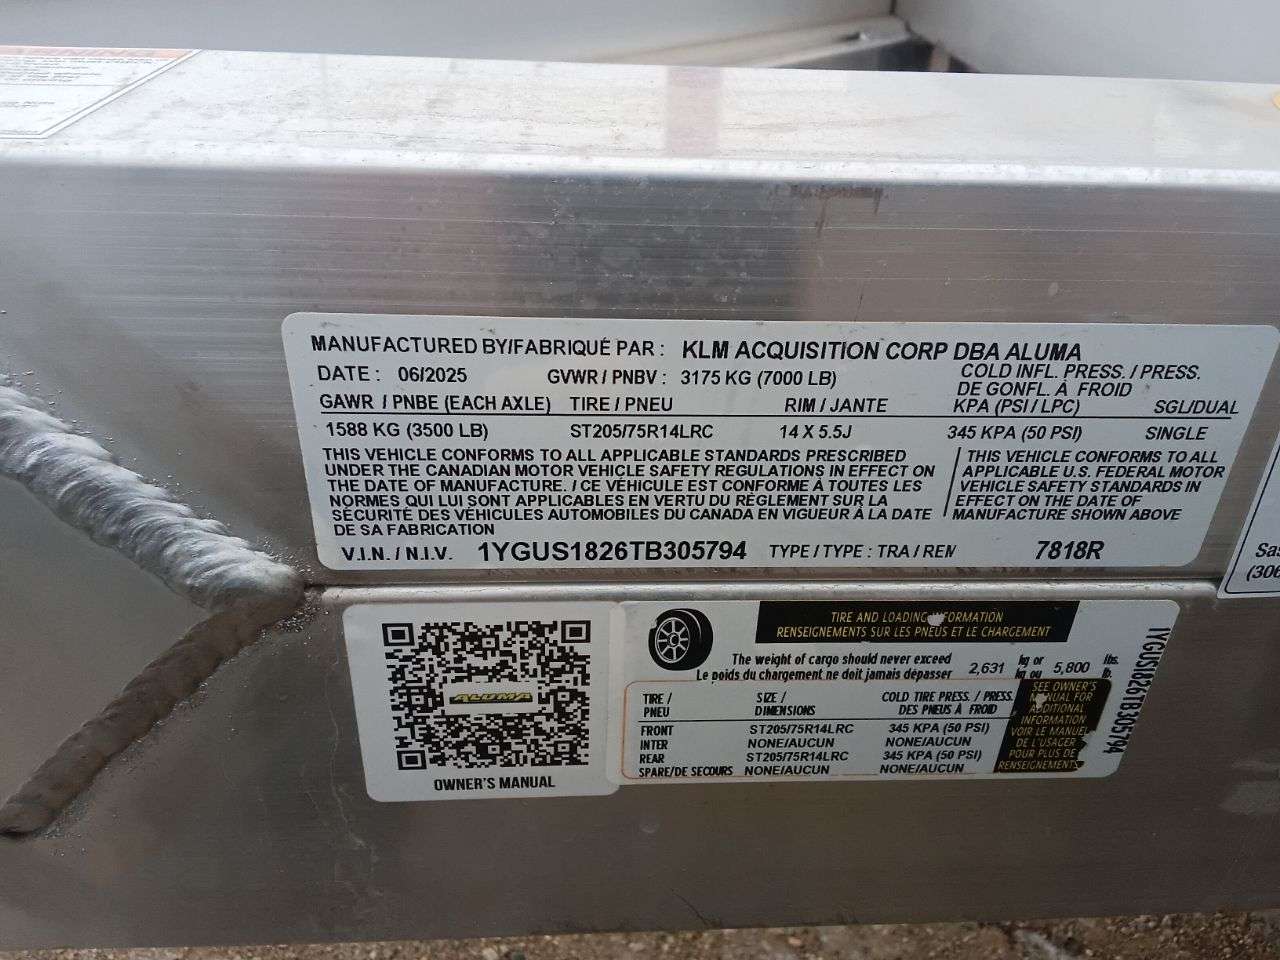 WARNING
MANUFACTURED BY/FABRIQUÉ PAR : KLM ACQUISITION CORP DBA ALUMA
DATE : 06/2025 GVWR / PNBV : 3175 KG (7000 LB) COLD INFL. PRESS. / PRESS. DE GONFL. À FROID
GAWR / PNBE (EACH AXLE) TIRE / PNEU RIM / JANTE KPA (PSI / LPC) SGL/DUAL
1588 KG (3500 LB) ST205/75R14LRC 14 X 5.5J 345 KPA (50 PSI) SINGLE
THIS VEHICLE CONFORMS TO ALL APPLICABLE STANDARDS PRESCRIBED
UNDER THE CANADIAN MOTOR VEHICLE SAFETY REGULATIONS IN EFFECT ON
THE DATE OF MANUFACTURE. / CE VÉHICULE EST CONFORME À TOUTES LES
NORMES QUI LUI SONT APPLICABLES EN VERTU DU RÈGLEMENT SUR LA
SÉCURITÉ DES VÉHICULES AUTOMOBILES DU CANADA EN VIGUEUR À LA DATE
DE SA FABRICATION
THIS VEHICLE CONFORMS TO ALL
APPLICABLE U.S. FEDERAL MOTOR
VEHICLE SAFETY STANDARDS IN
EFFECT ON THE DATE OF
MANUFACTURE SHOWN ABOVE
V.I.N. / N.I.V. 1YGUS1826TB305794 TYPE / TYPE : TRA / REM 7818R
Sas
(306
ALUMA
OWNER'S MANUAL
TIRE AND LOADING INFORMATION
RENSEIGNEMENTS SUR LES PNEUS ET LE CHARGEMENT
The weight of cargo should never exceed 2,631 kg or 5,800 lbs.
Le poids du chargement ne doit jamais dépasser kg ou lb.
TIRE / PNEU SIZE / DIMENSIONS COLD TIRE PRESS. / PRESS. DES PNEUS À FROID
FRONT ST205/75R14LRC 345 KPA (50 PSI)
INTER NONE/AUCUN NONE/AUCUN
REAR ST205/75R14LRC 345 KPA (50 PSI)
SPARE/DE SECOURS NONE/AUCUN NONE/AUCUN
SEE OWNER'S
MANUAL FOR
ADDITIONAL
INFORMATION
VOIR LE MANUEL
DE L'USAGER
POUR PLUS DE
RENSEIGNEMENTS
1YGUS1826TB305794